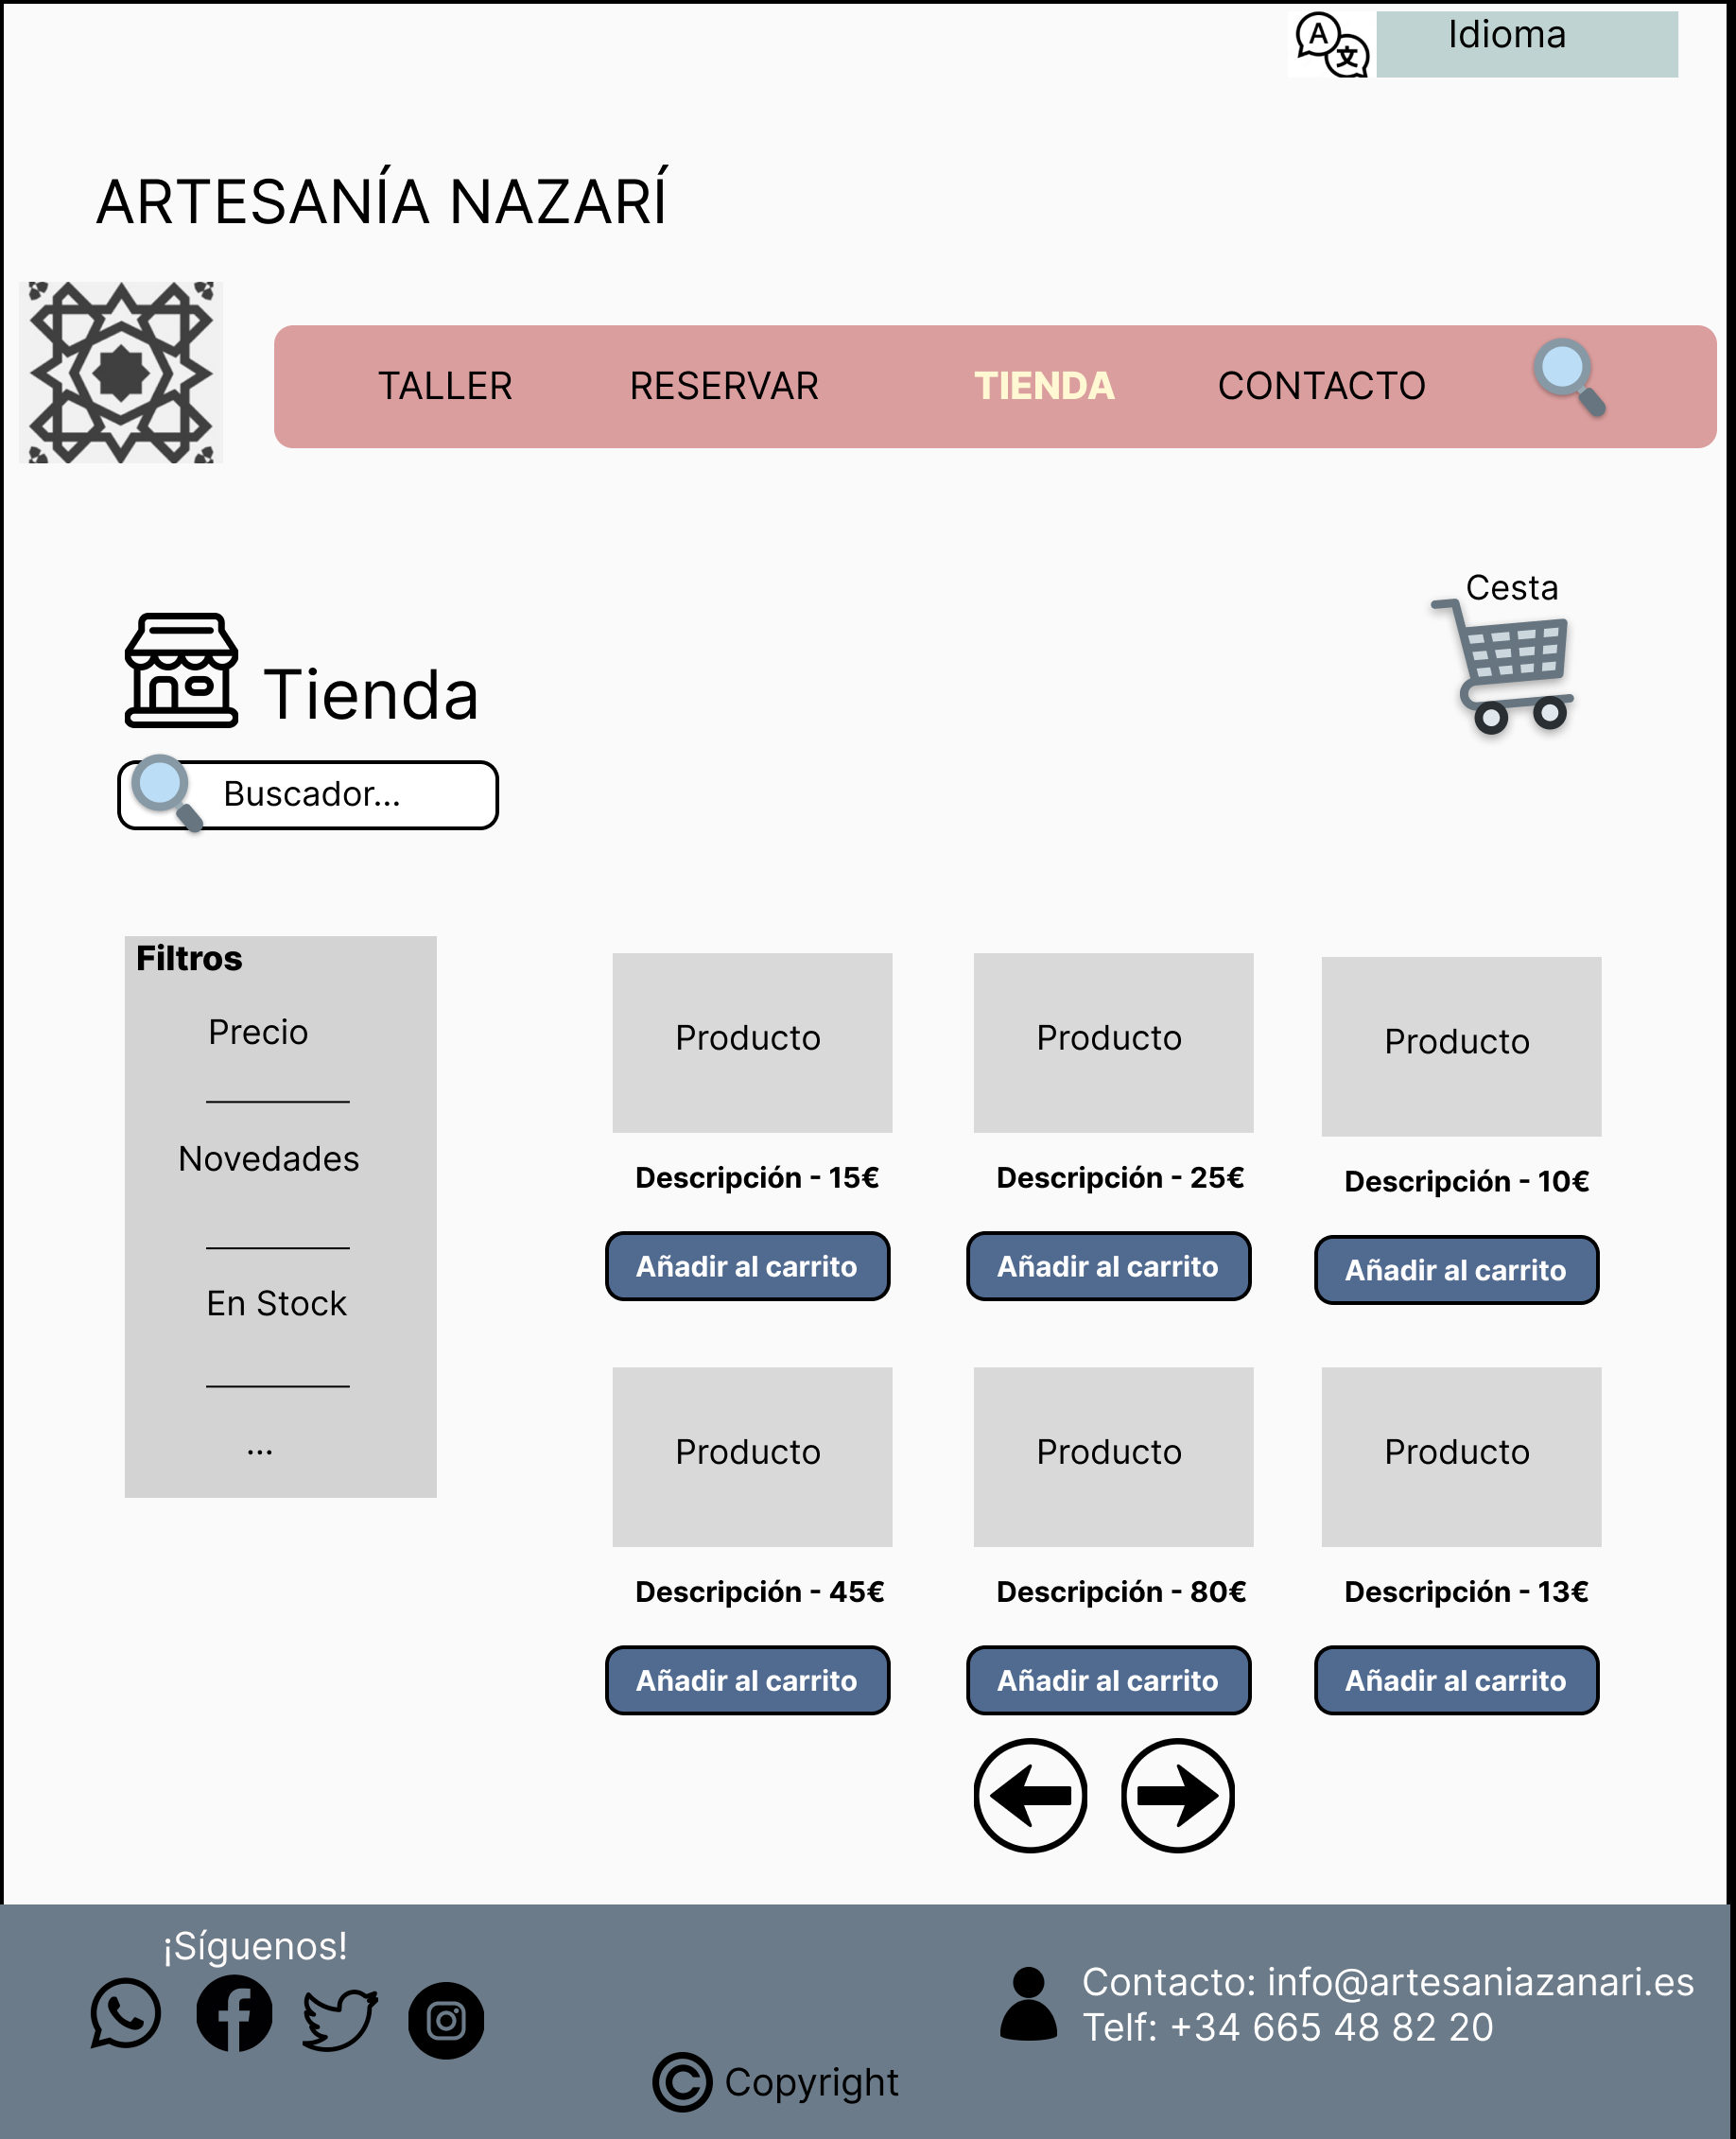 A 文 Idioma
ARTESANÍA NAZARÍ
TALLER RESERVAR TIENDA CONTACTO
Cesta
Tienda
Buscador...
Filtros
Precio
Novedades
En Stock
...
Producto Producto Producto
Descripción - 15€ Descripción - 25€ Descripción - 10€
Añadir al carrito Añadir al carrito Añadir al carrito
Producto Producto Producto
Descripción - 45€ Descripción - 80€ Descripción - 13€
Añadir al carrito Añadir al carrito Añadir al carrito
¡Síguenos!
Contacto: info@artesaniazanari.es
Telf: +34 665 48 82 20
© Copyright